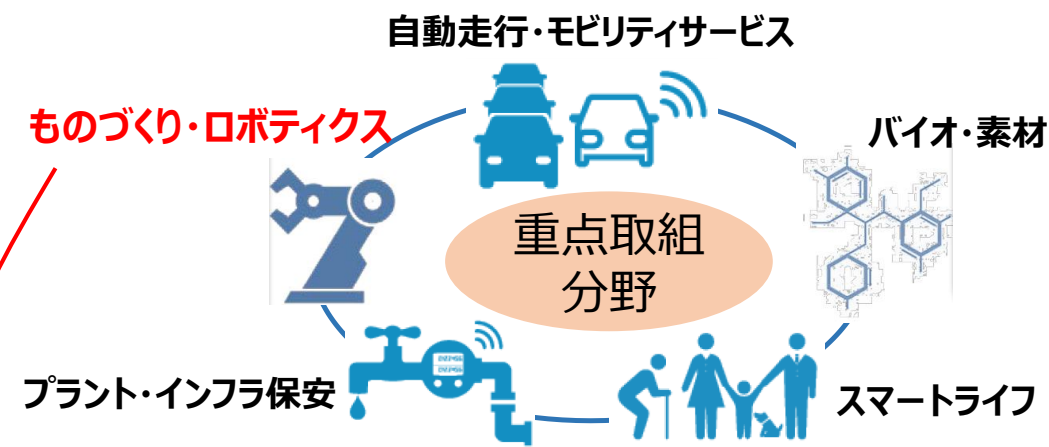 自動走行・モビリティサービス
ものづくり・ロボティクス
バイオ・素材
重点取組
分野
プラント・インフラ保安
スマートライフ